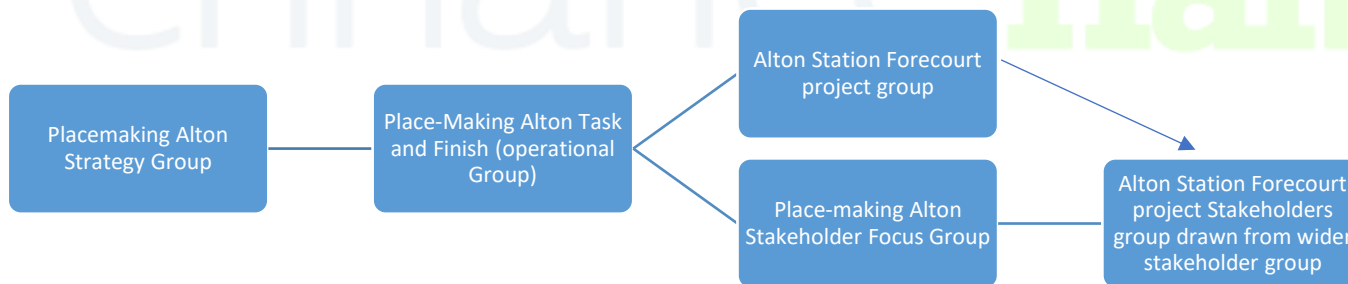 Placemaking Alton
Strategy Group
Place-Making Alton Task
and Finish (operational
Group)
Alton Station Forecourt
project group
Place-making Alton
Stakeholder Focus Group
Alton Station Forecourt
project Stakeholders
group drawn from wider
stakeholder group